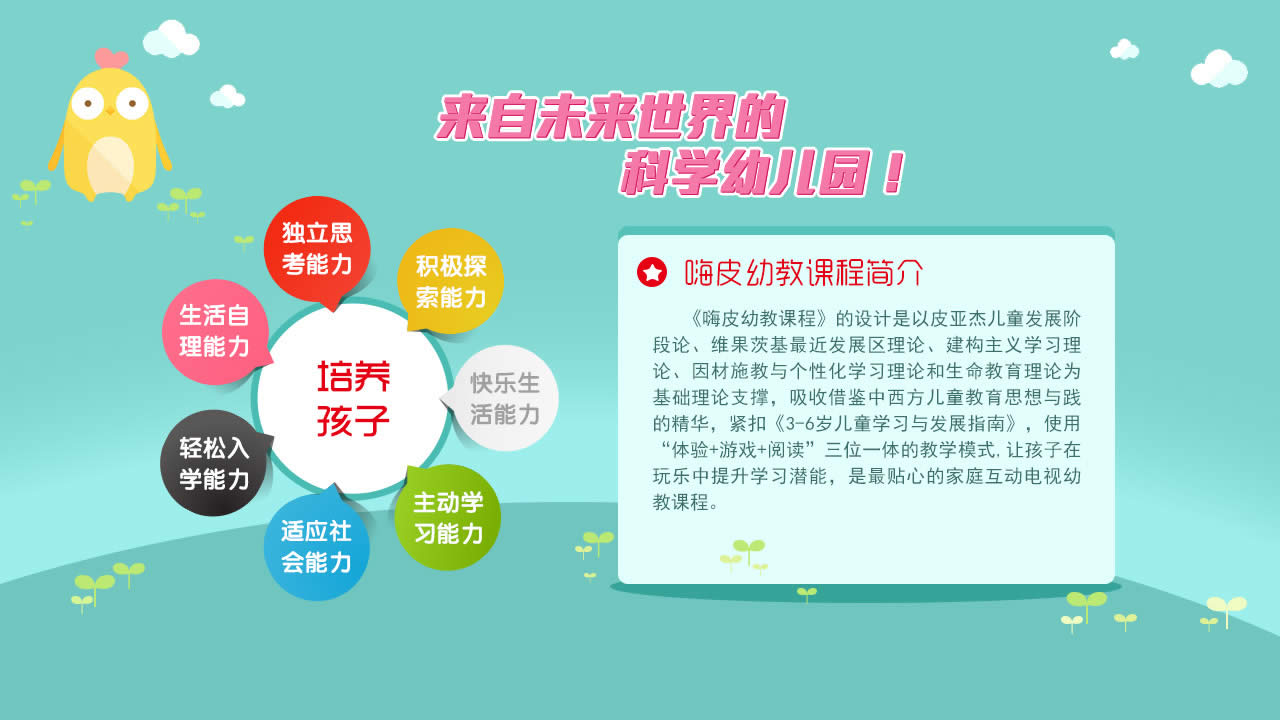 来自未来世界的
科学幼儿园！
独立思
考能力
积极探
索能力
生活自
理能力
培养
孩子
快乐生
活能力
轻松入
学能力
主动学
习能力
适应社
会能力
嗨皮幼教课程简介
《嗨皮幼教课程》的设计是以皮亚杰儿童发展阶
段论、维果茨基最近发展区理论、建构主义学习理
论、因材施教与个性化学习理论和生命教育理论为
基础理论支撑，吸收借鉴中西方儿童教育思想与践
的精华，紧扣《3-6岁儿童学习与发展指南》，使用
“体验+游戏+阅读”三位一体的教学模式,让孩子在
玩乐中提升学习潜能，是最贴心的家庭互动电视幼
教课程。